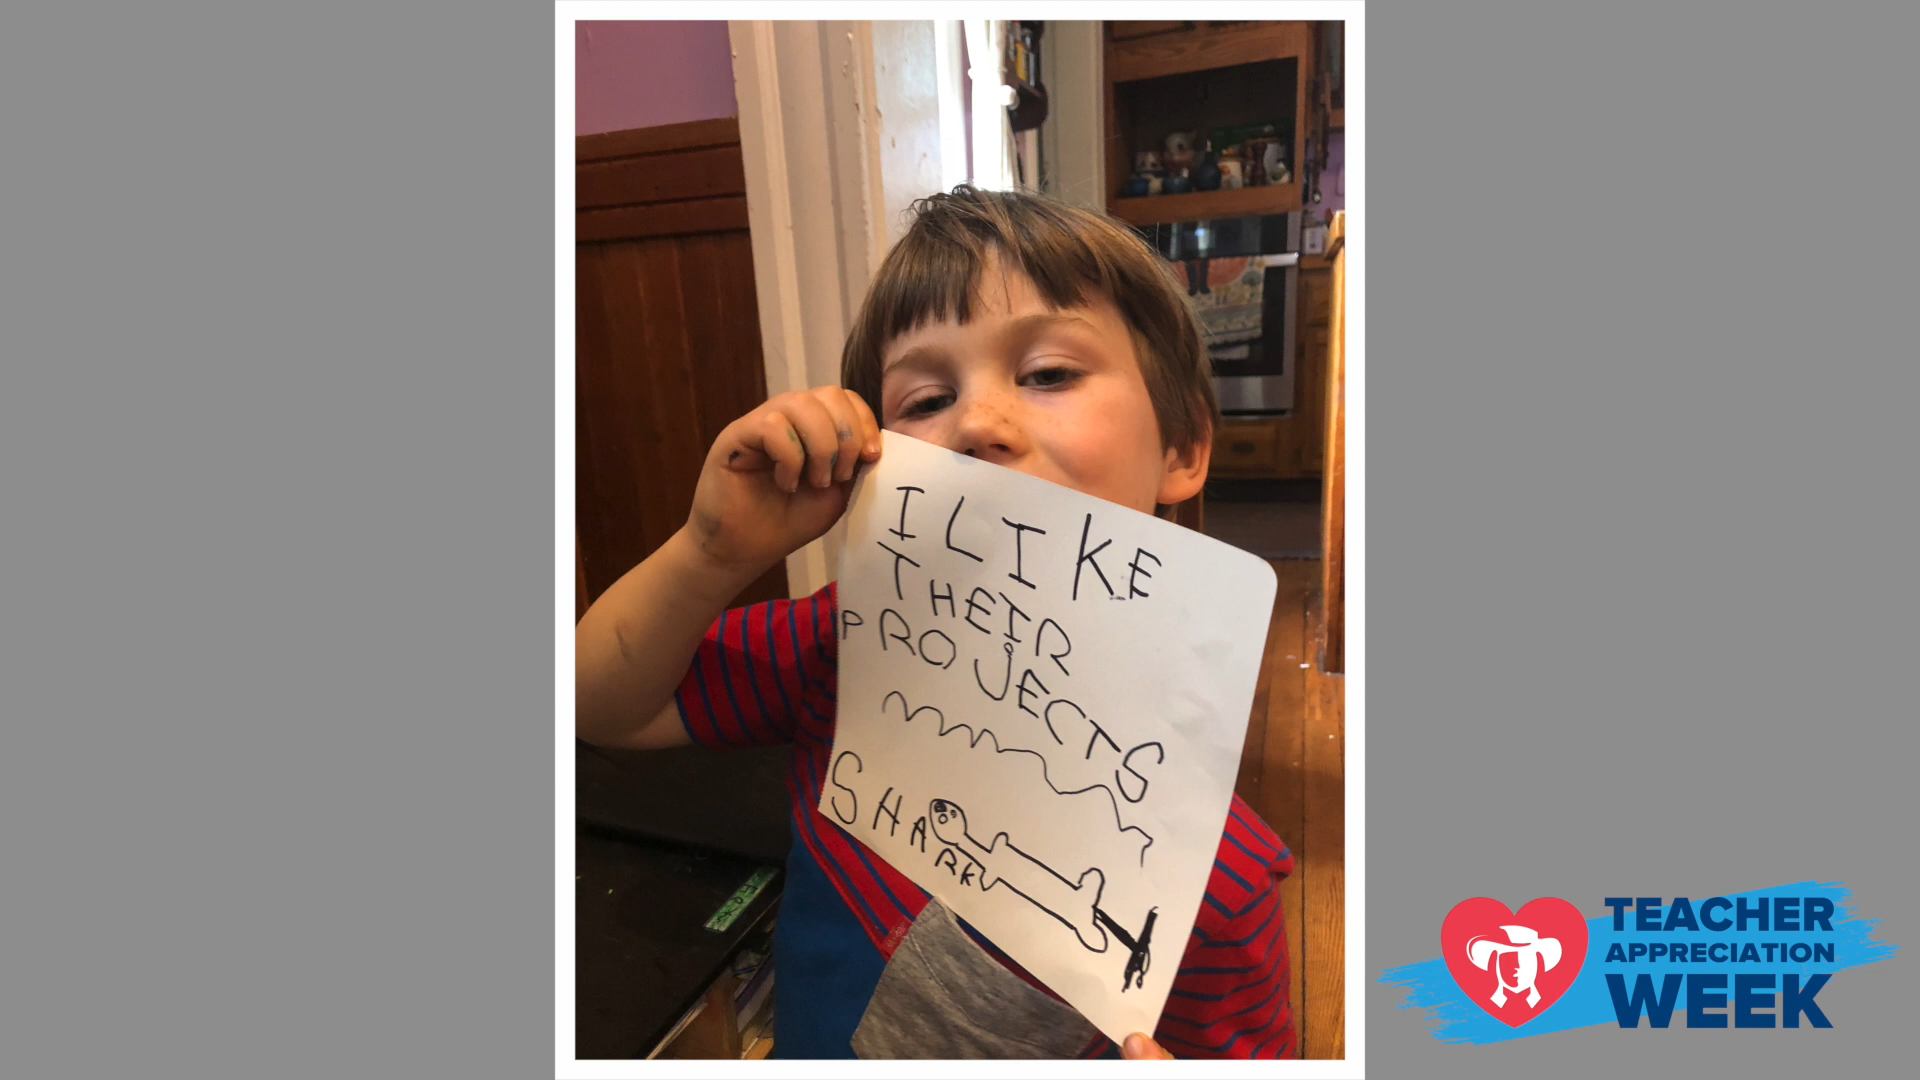 I LIKE
THEIR
PROJECTS
SHARK
TEACHER
APPRECIATION
WEEK